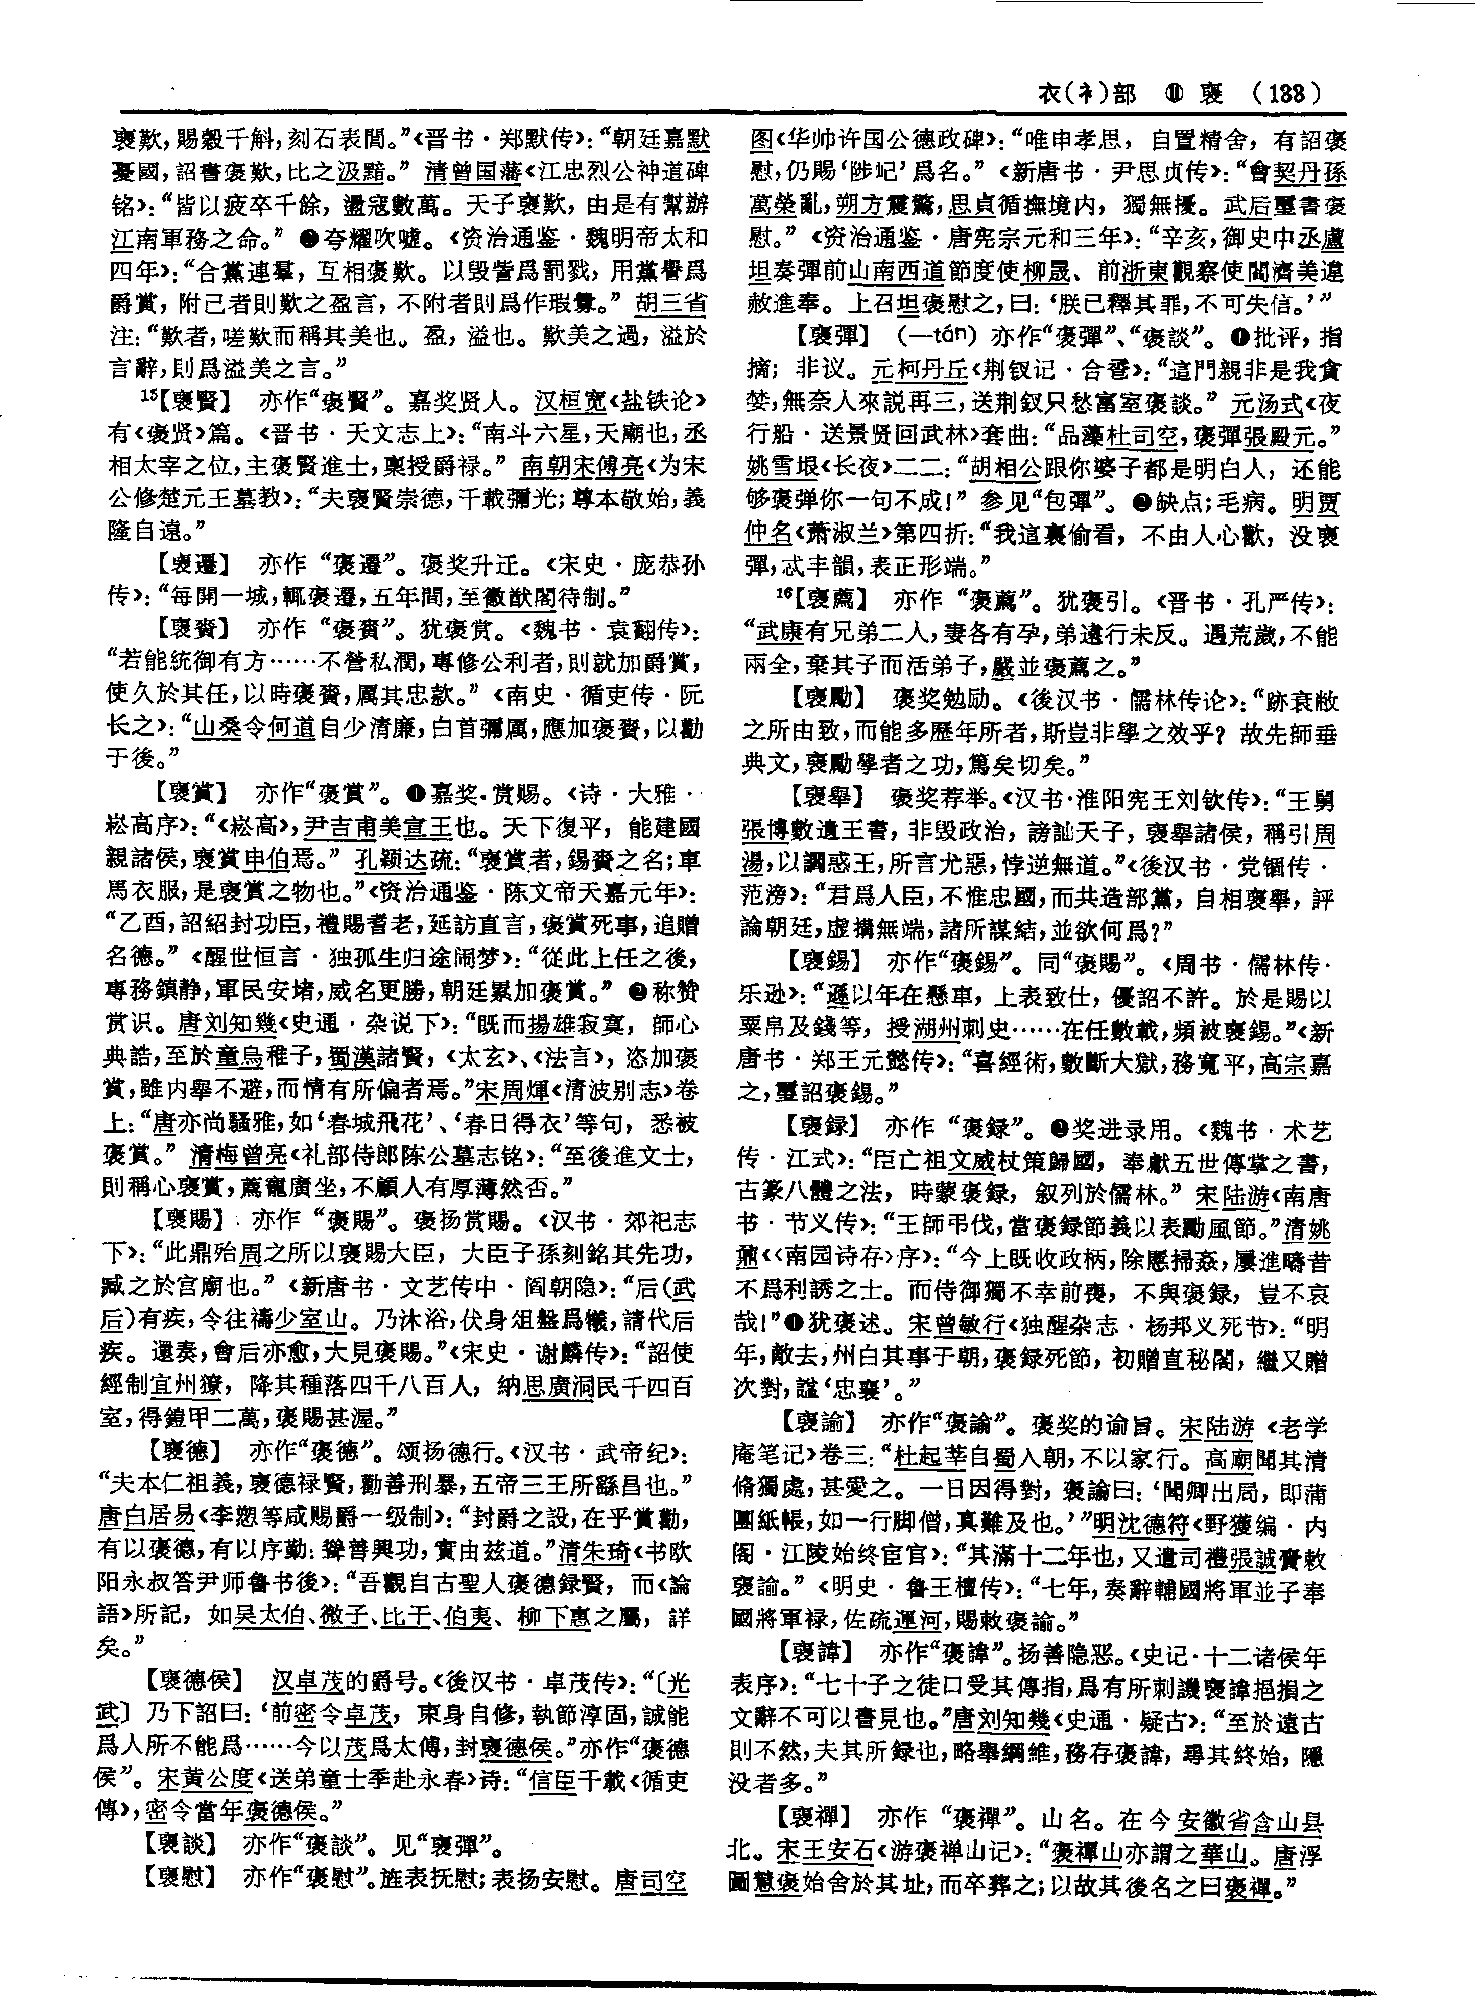 衣(衤)部 ⑪ 褒 (133)
褒歎，賜穀千斛，刻石表閭。”《晋书·郑默传》：“朝廷嘉默
憂國，詔書褒歎，比之汲黯。” 清曾国藩《江忠烈公神道碑
铭》：“皆以疲卒千餘，盪寇數萬。天子褒歎，由是有幫辦
江南軍務之命。”❷夸耀吹嘘。《资治通鉴·魏明帝太和
四年》：“合黨連羣，互相褒歎。以毁訾爲罰戮，用黨譽爲
爵賞，附己者則歎之盈言，不附者則爲作瑕釁。” 胡三省
注：“歎者，嗟歎而稱其美也。盈，溢也。歎美之過，溢於
言辭，則爲溢美之言。”
15【褒賢】 亦作“襃賢”。嘉奖贤人。汉桓宽《盐铁论》
有《褒贤》篇。《晋书·天文志上》：“南斗六星，天廟也，丞
相太宰之位，主褒賢進士，禀授爵禄。” 南朝宋傅亮《为宋
公修楚元王墓教》：“夫褒賢崇德，千載彌光；尊本敬始，義
隆自遠。”
【褒遷】 亦作“襃遷”。褒奖升迁。《宋史·庞恭孙
传》：“每開一城，輒褒遷，五年間，至徽猷閣待制。”
【褒賚】 亦作“襃賚”。犹褒赏。《魏书·袁翻传》：
“若能統御有方……不營私潤，專修公利者，則就加爵賞，
使久於其任，以時褒賚，厲其忠款。”《南史·循吏传·阮
长之》：“山桑令何道自少清廉，白首彌厲，應加褒賚，以勸
于後。”
【褒賞】 亦作“襃賞”。❶嘉奖，赏赐。《诗·大雅·
崧高序》：“《崧高》，尹吉甫美宣王也。天下復平，能建國
親諸侯，褒賞申伯焉。” 孔颖达疏：“褒賞者，錫賚之名；車
馬衣服，是褒賞之物也。”《资治通鉴·陈文帝天嘉元年》：
“乙酉，詔紹封功臣，禮賜耆老，延訪直言，褒賞死事，追贈
名德。”《醒世恒言·独孤生归途闹梦》：“從此上任之後，
專務鎮静，軍民安堵，威名更勝，朝廷累加褒賞。”❷称赞
赏识。唐刘知幾《史通·杂说下》：“既而揚雄寂寞，師心
典誥，至於童烏稚子，蜀漢諸賢，《太玄》、《法言》，恣加褒
賞，雖内舉不避，而情有所偏者焉。”宋周煇《清波别志》卷
上：“唐亦尚騷雅，如‘春城飛花’、‘春日得衣’等句，悉被
褒賞。” 清梅曾亮《礼部侍郎陈公墓志铭》：“至後進文士，
則稱心褒賞，薦寵廣坐，不顧人有厚薄然否。”
【褒賜】 亦作“襃賜”。褒扬赏赐。《汉书·郊祀志
下》：“此鼎殆周之所以褒賜大臣，大臣子孫刻銘其先功，
臧之於宫廟也。”《新唐书·文艺传中·阎朝隐》：“后(武
后)有疾，令往禱少室山。乃沐浴，伏身俎盤爲犧，請代后
疾。還奏，會后亦愈，大見褒賜。”《宋史·谢麟传》：“詔使
經制宜州獠，降其種落四千八百人，納思廣洞民千四百
室，得鎧甲二萬，褒賜甚渥。”
【褒德】 亦作“襃德”。颂扬德行。《汉书·武帝纪》：
“夫本仁祖義，褒德禄賢，勸善刑暴，五帝三王所繇昌也。”
唐白居易《李愬等咸賜爵一级制》：“封爵之設，在乎賞勸，
有以褒德，有以序勤：聳善興功，實由兹道。”清朱琦《书欧
阳永叔答尹师鲁书後》：“吾觀自古聖人褒德録賢，而《論
語》所記，如吴太伯、微子、比干、伯夷、柳下惠之屬，詳
矣。”
【褒德侯】 汉卓茂的爵号。《後汉书·卓茂传》：“〔光
武〕乃下詔曰：‘前密令卓茂，束身自修，執節淳固，誠能
爲人所不能爲……今以茂爲太傅，封褒德侯。’”亦作“襃德
侯”。宋黄公度《送弟童士季赴永春》诗：“信臣千載《循吏
傳》，密令當年褒德侯。”
【褒談】 亦作“襃談”。见“褒彈”。
【褒慰】 亦作“襃慰”。旌表抚慰；表扬安慰。唐司空
图《华帅许国公德政碑》：“唯申孝思，自置精舍，有詔褒
慰，仍賜‘陟屺’爲名。”《新唐书·尹思贞传》：“會契丹孫
萬榮亂，朔方震驚，思貞循撫境内，獨無擾。武后璽書褒
慰。”《资治通鉴·唐宪宗元和三年》：“辛亥，御史中丞盧
坦奏彈前山南西道節度使柳晟、前浙東觀察使閻濟美違
赦進奉。上召坦褒慰之，曰：‘朕已釋其罪，不可失信。’”
【褒彈】 (—tán) 亦作“襃彈”、“褒談”。❶批评，指
摘；非议。元柯丹丘《荆钗记·合巹》：“這門親非是我貪
婪，無奈人來説再三，送荆釵只愁富室褒談。” 元汤式《夜
行船·送景贤回武林》套曲：“品藻杜司空，褒彈張殿元。”
姚雪垠《长夜》二二：“胡相公跟你婆子都是明白人，还能
够褒弹你一句不成！” 参见“包彈”。❷缺点；毛病。明贾
仲名《萧淑兰》第四折：“我這裏偷看，不由人心歡，没褒
彈，忒丰韻，表正形端。”
16【褒薦】 亦作“襃薦”。犹褒引。《晋书·孔严传》：
“武康有兄弟二人，妻各有孕，弟遠行未反。遇荒歲，不能
兩全，棄其子而活弟子，嚴並褒薦之。”
【褒勵】 褒奖勉励。《後汉书·儒林传论》：“跡衰敝
之所由致，而能多歷年所者，斯豈非學之效乎？故先師垂
典文，褒勵學者之功，篤矣切矣。”
【褒舉】 褒奖荐举。《汉书·淮阳宪王刘钦传》：“王舅
張博數遺王書，非毁政治，謗訕天子，褒舉諸侯，稱引周
湯，以讇惑王，所言尤惡，悖逆無道。”《後汉书·党锢传·
范滂》：“君爲人臣，不惟忠國，而共造部黨，自相褒舉，評
論朝廷，虚搆無端，諸所謀結，並欲何爲？”
【褒錫】 亦作“襃錫”。同“褒賜”。《周书·儒林传·
乐逊》：“遜以年在懸車，上表致仕，優詔不許。於是賜以
粟帛及錢等，授湖州刺史……在任數載，頻被褒錫。”《新
唐书·郑王元懿传》：“喜經術，數斷大獄，務寬平，高宗嘉
之，璽詔褒錫。”
【褒録】 亦作“襃録”。❷奖进录用。《魏书·术艺
传·江式》：“臣亡祖文威杖策歸國，奉獻五世傳掌之書，
古篆八體之法，時蒙褒録，叙列於儒林。” 宋陆游《南唐
书·节义传》：“王師弔伐，當褒録節義以表勵風節。”清姚
鼐《〈南园诗存〉序》：“今上既收政柄，除慝掃姦，屢進疇昔
不爲利誘之士。而侍御獨不幸前喪，不與褒録，豈不哀
哉！”❶犹褒述。宋曾敏行《独醒杂志·杨邦义死节》：“明
年，敵去，州白其事于朝，褒録死節，初贈直秘閣，繼又贈
次對，諡‘忠襄’。”
【褒諭】 亦作“襃諭”。褒奖的谕旨。宋陆游《老学
庵笔记》卷三：“杜起莘自蜀入朝，不以家行。高廟聞其清
脩獨處，甚愛之。一日因得對，褒諭曰：‘聞卿出局，即蒲
團紙帳，如一行脚僧，真難及也。’”明沈德符《野獲编·内
阁·江陵始终宦官》：“其滿十二年也，又遣司禮張誠賫敕
褒諭。”《明史·鲁王檀传》：“七年，奏辭輔國將軍並子奉
國將軍禄，佐疏運河，賜敕褒諭。”
【褒諱】 亦作“襃諱”。扬善隐恶。《史记·十二诸侯年
表序》：“七十子之徒口受其傳指，爲有所刺譏褒諱挹損之
文辭不可以書見也。”唐刘知幾《史通·疑古》：“至於遠古
則不然，夫其所録也，略舉綱維，務存褒諱，尋其終始，隱
没者多。”
【褒禪】 亦作“襃禪”。山名。在今安徽省含山县
北。宋王安石《游褒禅山记》：“褒禪山亦謂之華山。唐浮
圖慧褒始舍於其址，而卒葬之；以故其後名之曰褒禪。”